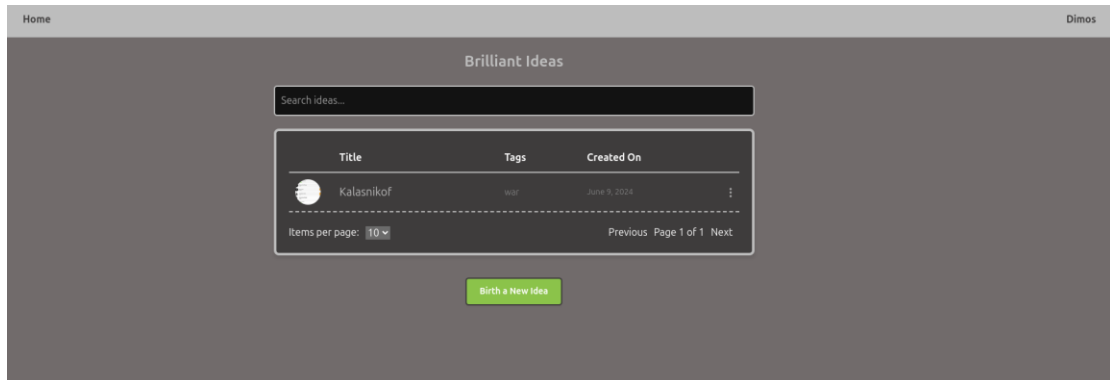 Home Dimos
Brilliant Ideas
Search ideas...
Title Tags Created On
Kalasnikof war June 9, 2024
Items per page: 10 Previous Page 1 of 1 Next
Birth a New Idea